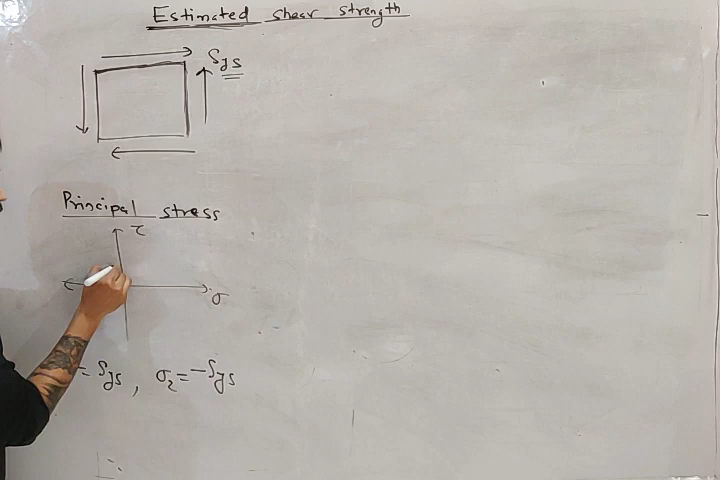 Estimated shear strength
Sys
Principal stress
τ
σ
= Sys, σ2 = -Sys